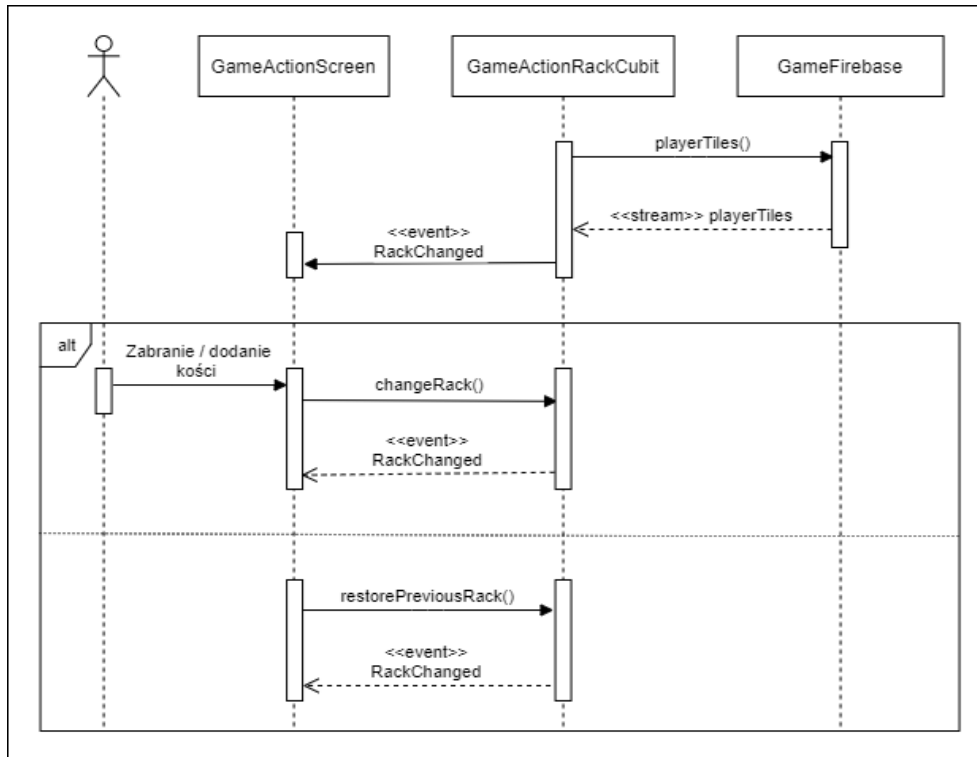 GameActionScreen
GameActionRackCubit
GameFirebase
playerTiles()
<<stream>> playerTiles
<<event>>
RackChanged
alt
Zabranie / dodanie
kości
changeRack()
<<event>>
RackChanged
restorePreviousRack()
<<event>>
RackChanged